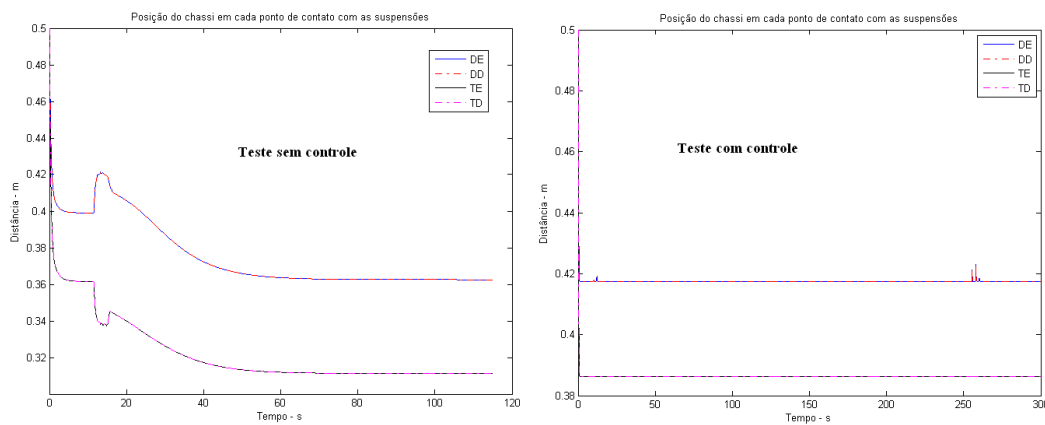 Posição do chassi em cada ponto de contato com as suspensões
0.5
0.48
0.46
0.44
0.42
0.4
0.38
0.36
0.34
0.32
Distância - m
DE
DD
TE
TD
Teste sem controle
0
20
40
60
80
100
120
Tempo - s
Posição do chassi em cada ponto de contato com as suspensões
0.5
0.48
0.46
0.44
0.42
0.4
0.38
Distância - m
DE
DD
TE
TD
Teste com controle
0
50
100
150
200
250
300
Tempo - s